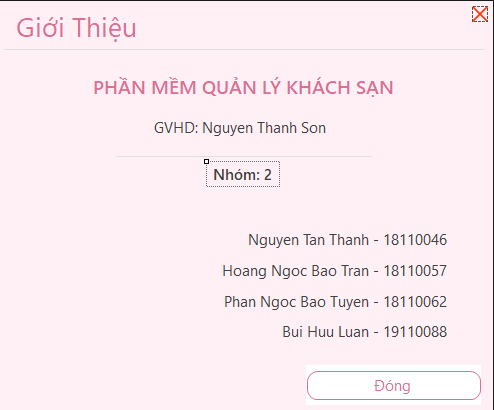 Giới Thiệu
PHẦN MỀM QUẢN LÝ KHÁCH SẠN
GVHD: Nguyen Thanh Son
Nhóm: 2
Nguyen Tan Thanh - 18110046
Hoang Ngoc Bao Tran - 18110057
Phan Ngoc Bao Tuyen - 18110062
Bui Huu Luan - 19110088
Đóng